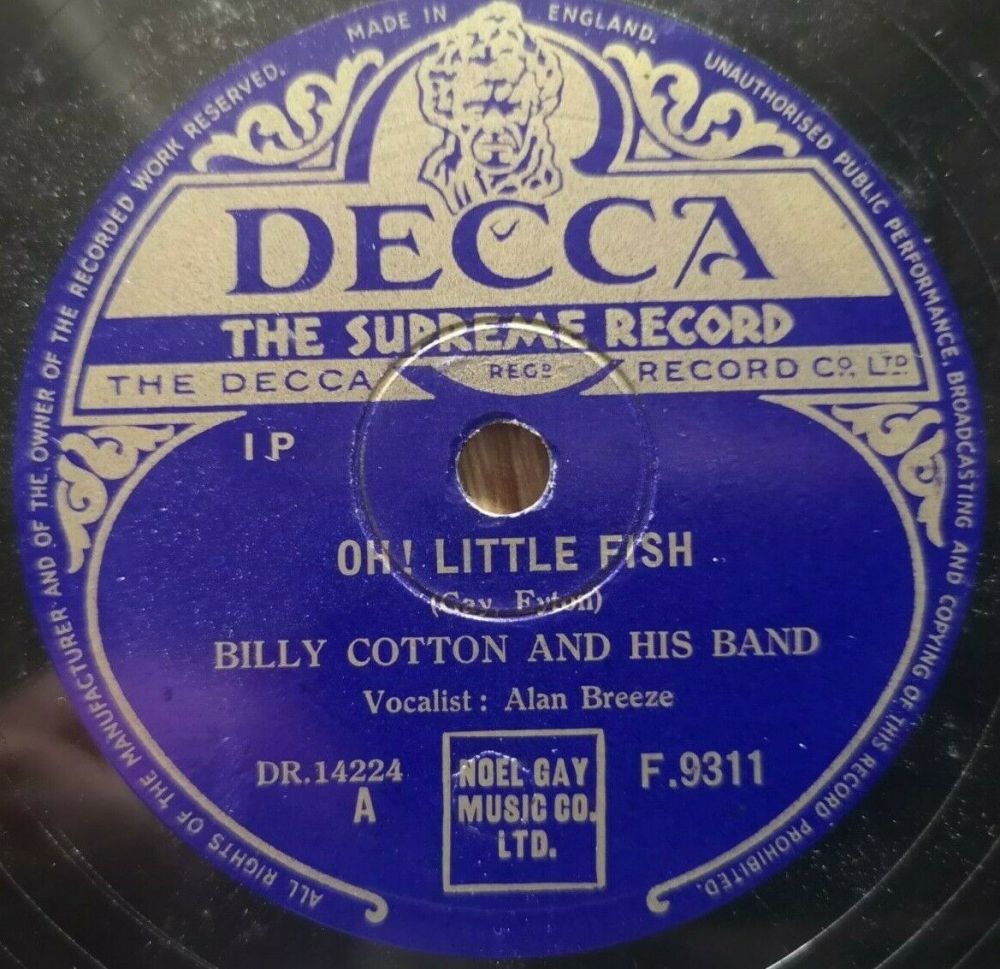 MADE IN ENGLAND.
UNAUTHORISED PUBLIC PERFORMANCE, BROADCASTING AND COPYING OF THIS RECORD PROHIBITED.
ALL RIGHTS OF THE MANUFACTURER AND OF THE OWNER OF THE RECORDED WORK RESERVED.
DECCA
THE SUPREME RECORD
THE DECCA REGD RECORD CO. LTD
1P
OH! LITTLE FISH
(Gay, Eyton)
BILLY COTTON AND HIS BAND
Vocalist: Alan Breeze
DR.14224
A
NOEL GAY
MUSIC CO.
LTD.
F.9311